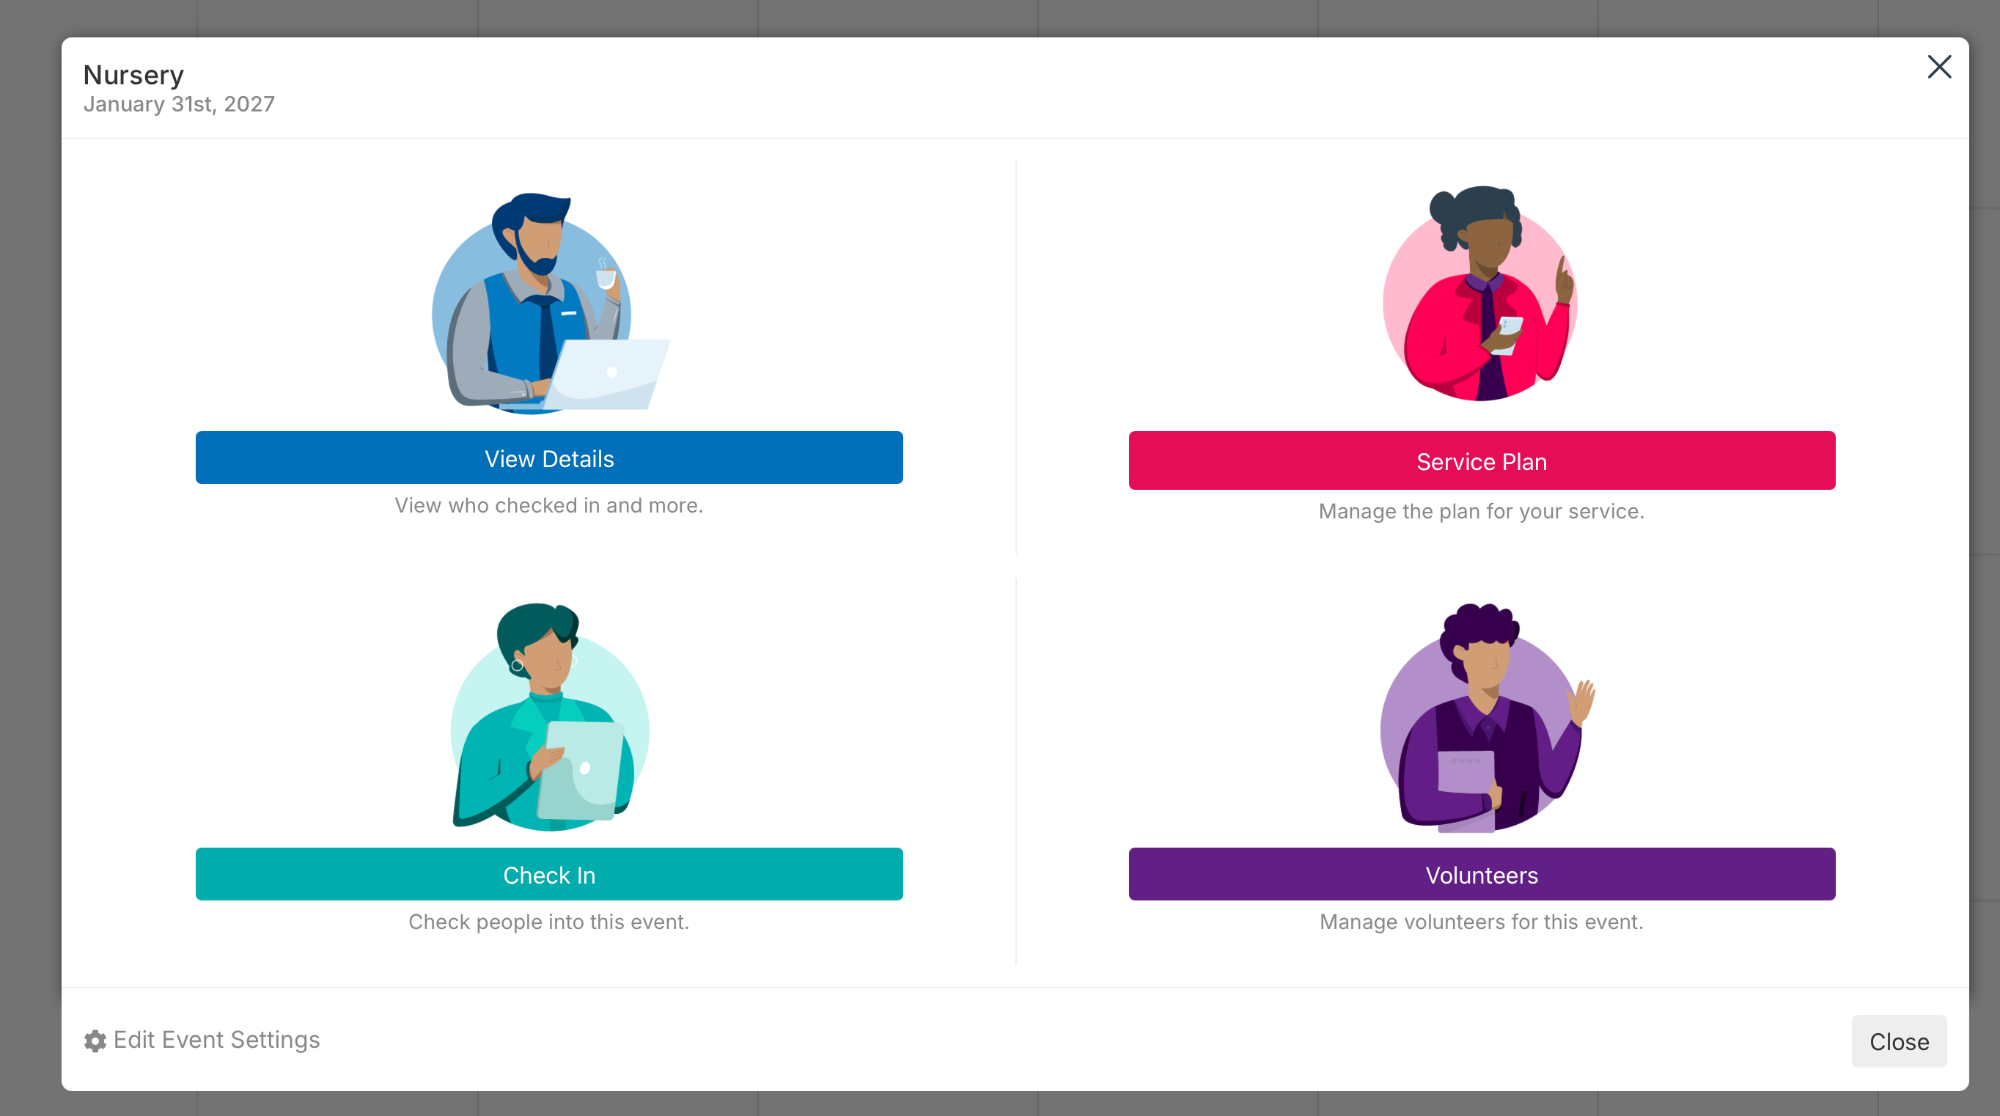 Nursery
January 31st, 2027
View Details
View who checked in and more.
Service Plan
Manage the plan for your service.
Check In
Check people into this event.
Volunteers
Manage volunteers for this event.
Edit Event Settings
Close